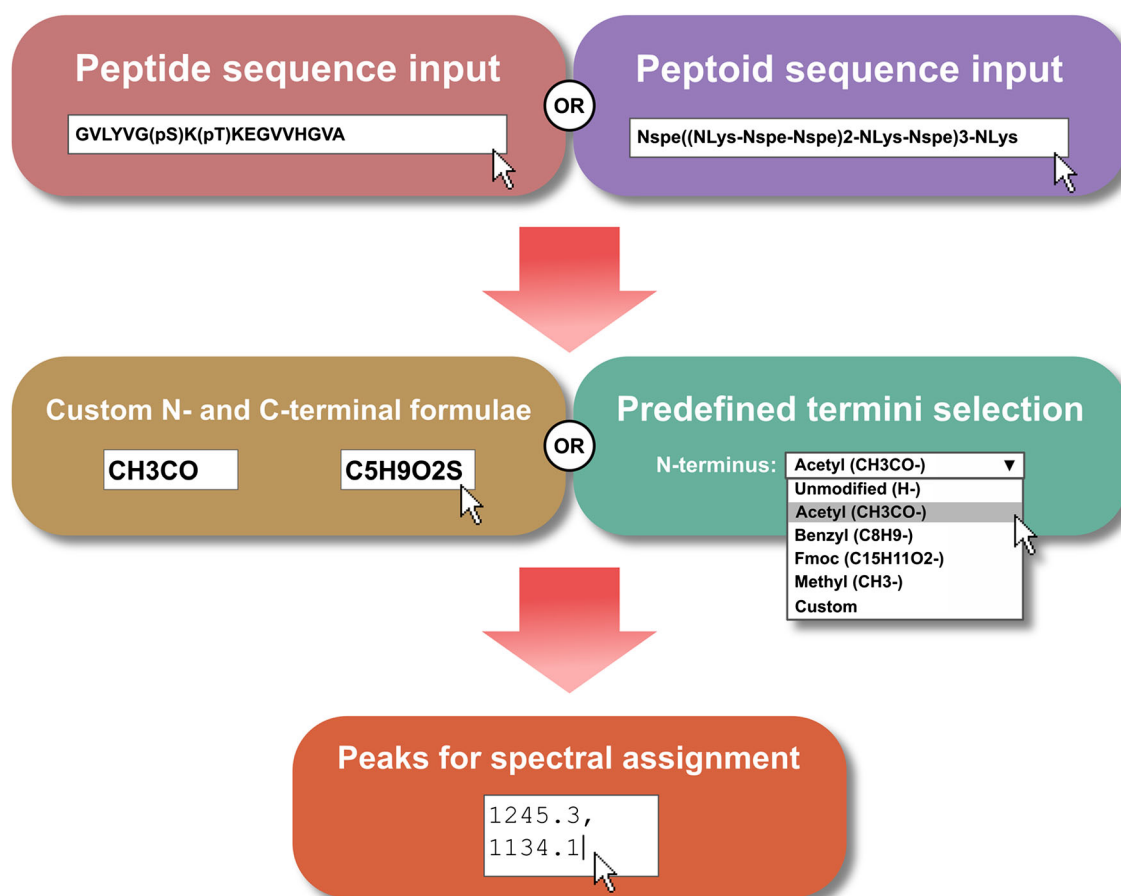 Peptide sequence input
GVLYVG(pS)K(pT)KEGVVHGVA
OR
Peptoid sequence input
Nspe((NLys-Nspe-Nspe)2-NLys-Nspe)3-NLys
Custom N- and C-terminal formulae
CH3CO
C5H9O2S
OR
Predefined termini selection
N-terminus: Acetyl (CH3CO-) ▼
Unmodified (H-)
Acetyl (CH3CO-)
Benzyl (C8H9-)
Fmoc (C15H11O2-)
Methyl (CH3-)
Custom
Peaks for spectral assignment
1245.3,
1134.1